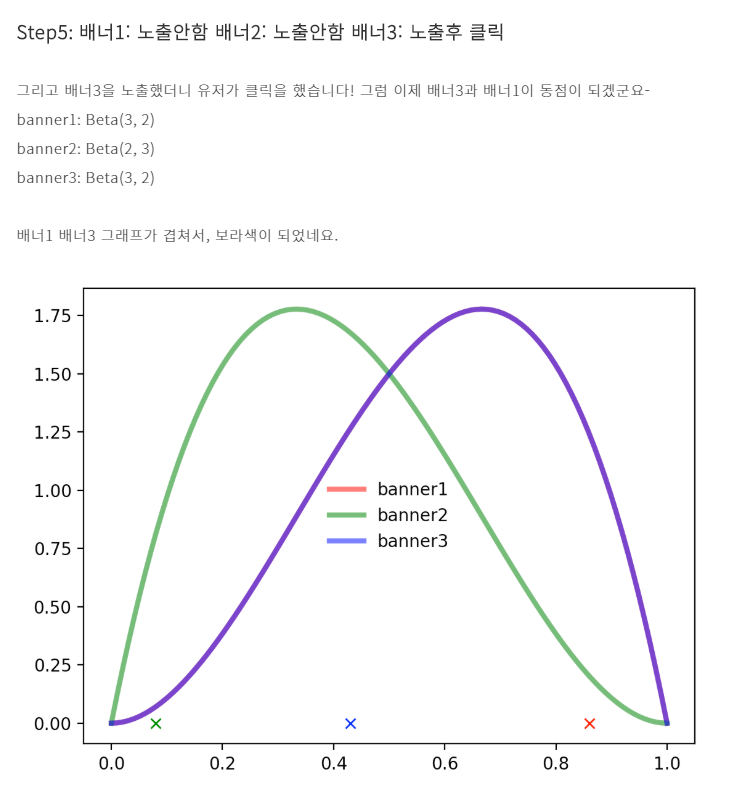 Step5: 배너1: 노출안함 배너2: 노출안함 배너3: 노출후 클릭
그리고 배너3을 노출했더니 유저가 클릭을 했습니다! 그럼 이제 배너3과 배너1이 동점이 되겠군요~
banner1: Beta(3, 2)
banner2: Beta(2, 3)
banner3: Beta(3, 2)
배너1 배너3 그래프가 겹쳐서, 보라색이 되었네요.
1.75
1.50
1.25
1.00
0.75
0.50
0.25
0.00
banner1
banner2
banner3
0.0 0.2 0.4 0.6 0.8 1.0